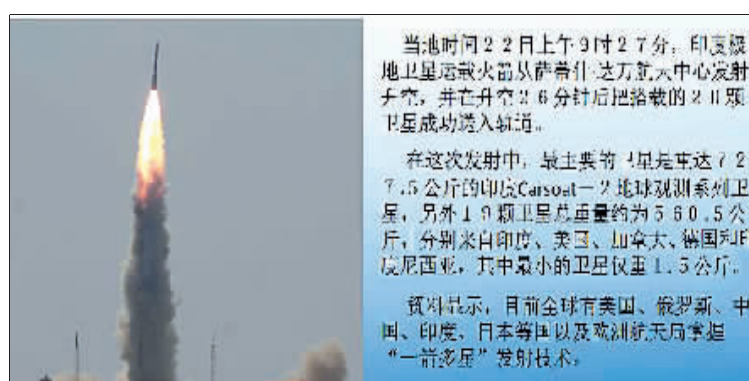 当地时间22日上午9时27分，印度极
地卫星运载火箭从萨蒂什·达万航天中心发射
升空，并在升空26分钟后把搭载的20颗
卫星成功送入轨道。
在这次发射中，最主要的卫星是重达72
7.5公斤的印度Carsoat－2地球观测系列卫
星，另外19颗卫星总重量约为560.5公
斤，分别来自印度、美国、加拿大、德国和印
度尼西亚，其中最小的卫星仅重1.5公斤。
资料显示，目前全球有美国、俄罗斯、中
国、印度、日本等国以及欧洲航天局掌握
“一箭多星”发射技术。